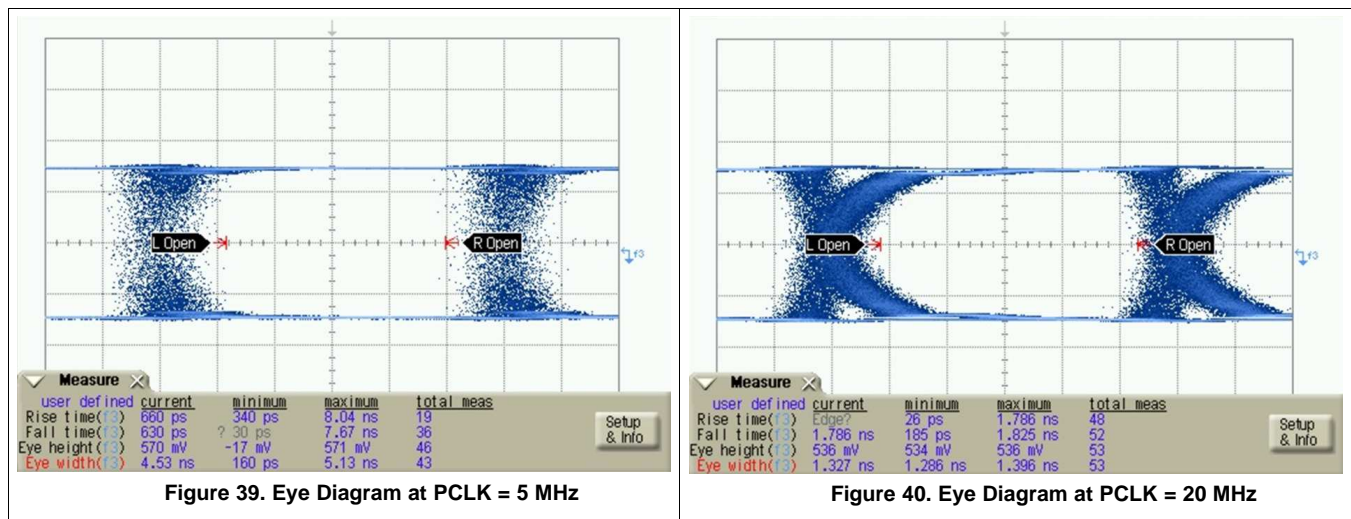 L Open
R Open
f3
Measure
user defined current minimum maximum total meas
Rise time(f3) 660 ps 340 ps 8.04 ns 19
Fall time(f3) 630 ps ? 30 ps 7.67 ns 36
Eye height(f3) 570 mV -17 mV 571 mV 46
Eye width(f3) 4.53 ns 160 ps 5.13 ns 43
Setup
& Info
Figure 39. Eye Diagram at PCLK = 5 MHz
L Open
R Open
f3
Measure
user defined current minimum maximum total meas
Rise time(f3) Edge? 26 ps 1.786 ns 48
Fall time(f3) 1.786 ns 185 ps 1.825 ns 52
Eye height(f3) 536 mV 534 mV 536 mV 53
Eye width(f3) 1.327 ns 1.286 ns 1.396 ns 53
Setup
& Info
Figure 40. Eye Diagram at PCLK = 20 MHz